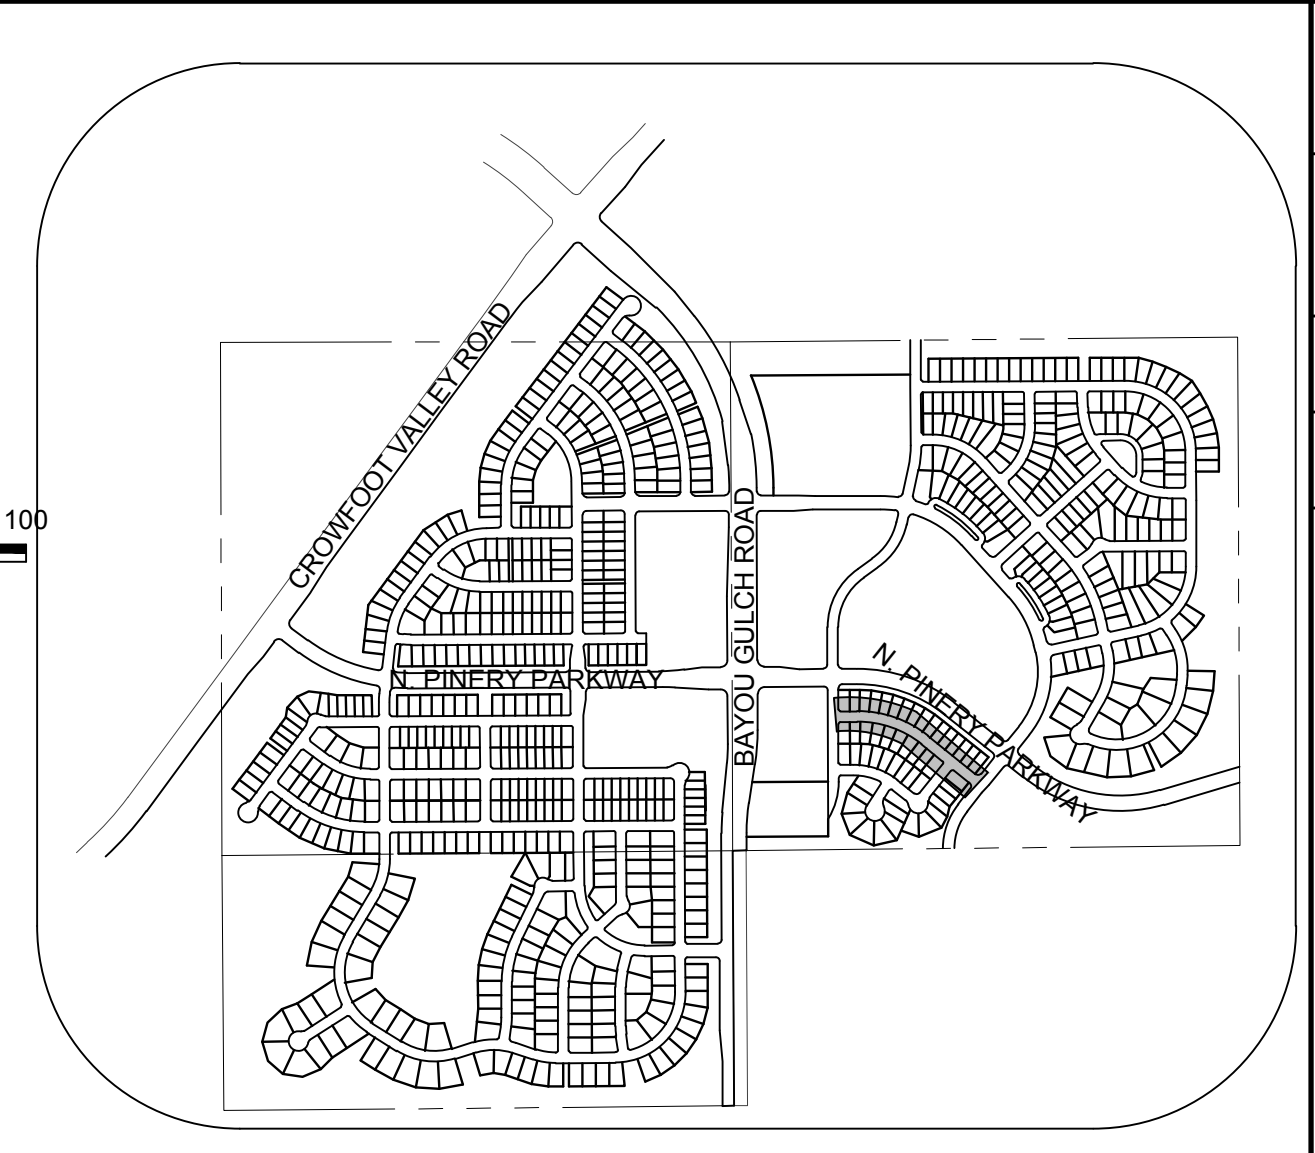 CROWFOOT VALLEY ROAD
100
BAYOU GULCH ROAD
N. PINERY PARKWAY
N. PINERY PARKWAY